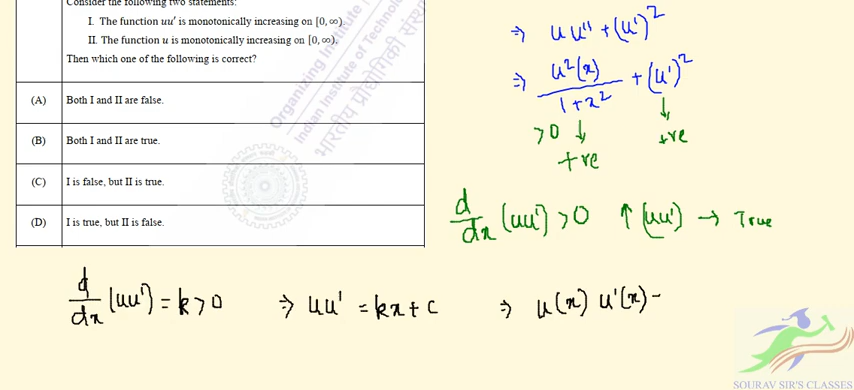 Consider the following two statements:
I. The function uu′ is monotonically increasing on [0, ∞).
II. The function u is monotonically increasing on [0, ∞).
Then which one of the following is correct?
(A) Both I and II are false.
(B) Both I and II are true.
(C) I is false, but II is true.
(D) I is true, but II is false.
⇒ u u'' + (u')²
⇒ u²(x) / 1+x² + (u')²
>0 ↓ +ve ↓ +ve
d/dx (uu') > 0 ↑ (uu') → True
d/dx (uu') = k > 0 ⇒ uu' = kx + c ⇒ u(x) u'(x) -
Organizing Institute
Indian Institute of Technology
भारतीय प्रौद्योगिकी संस्थान
SOURAV SIR'S CLASSES